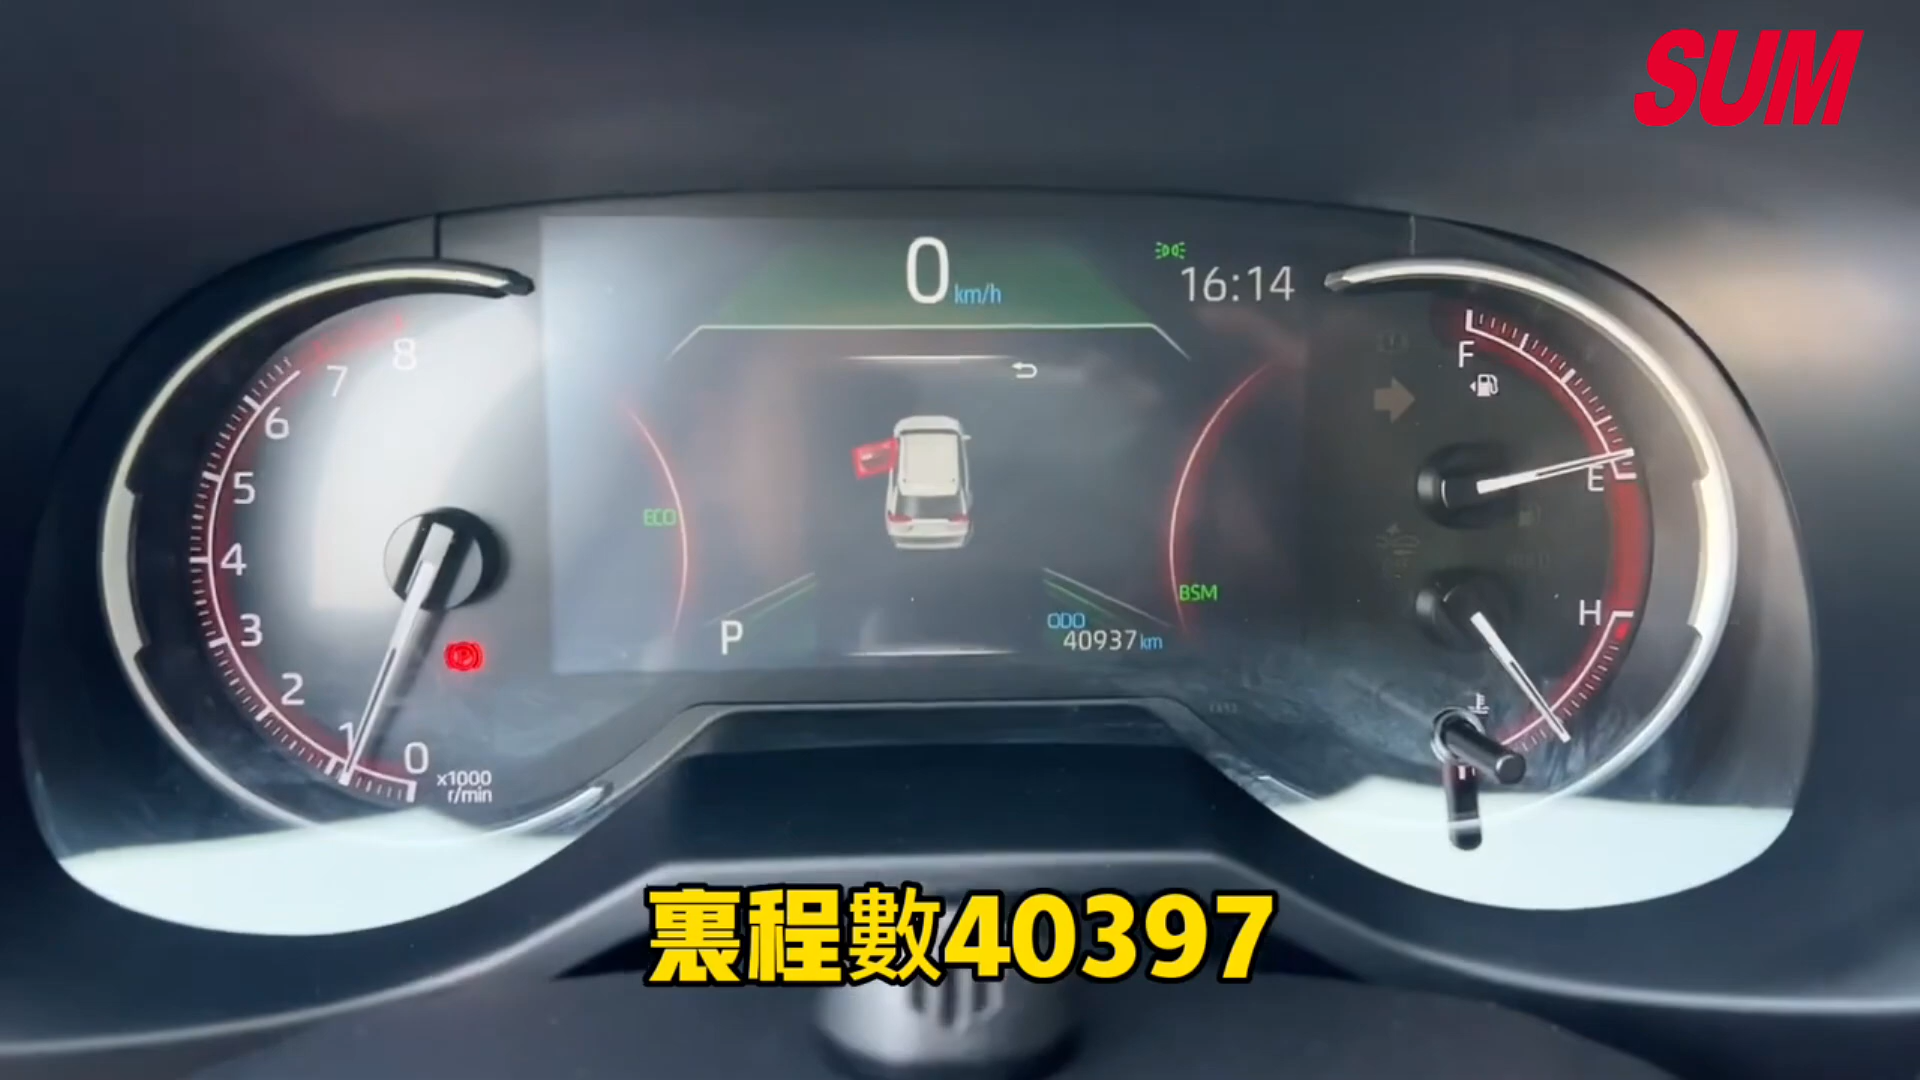 SUM
0 km/h
16:14
8
7
6
5
4
3
2
1
0
x1000
r/min
ECO
P
ODO
40937 km
BSM
F
E
H
裏程數40397